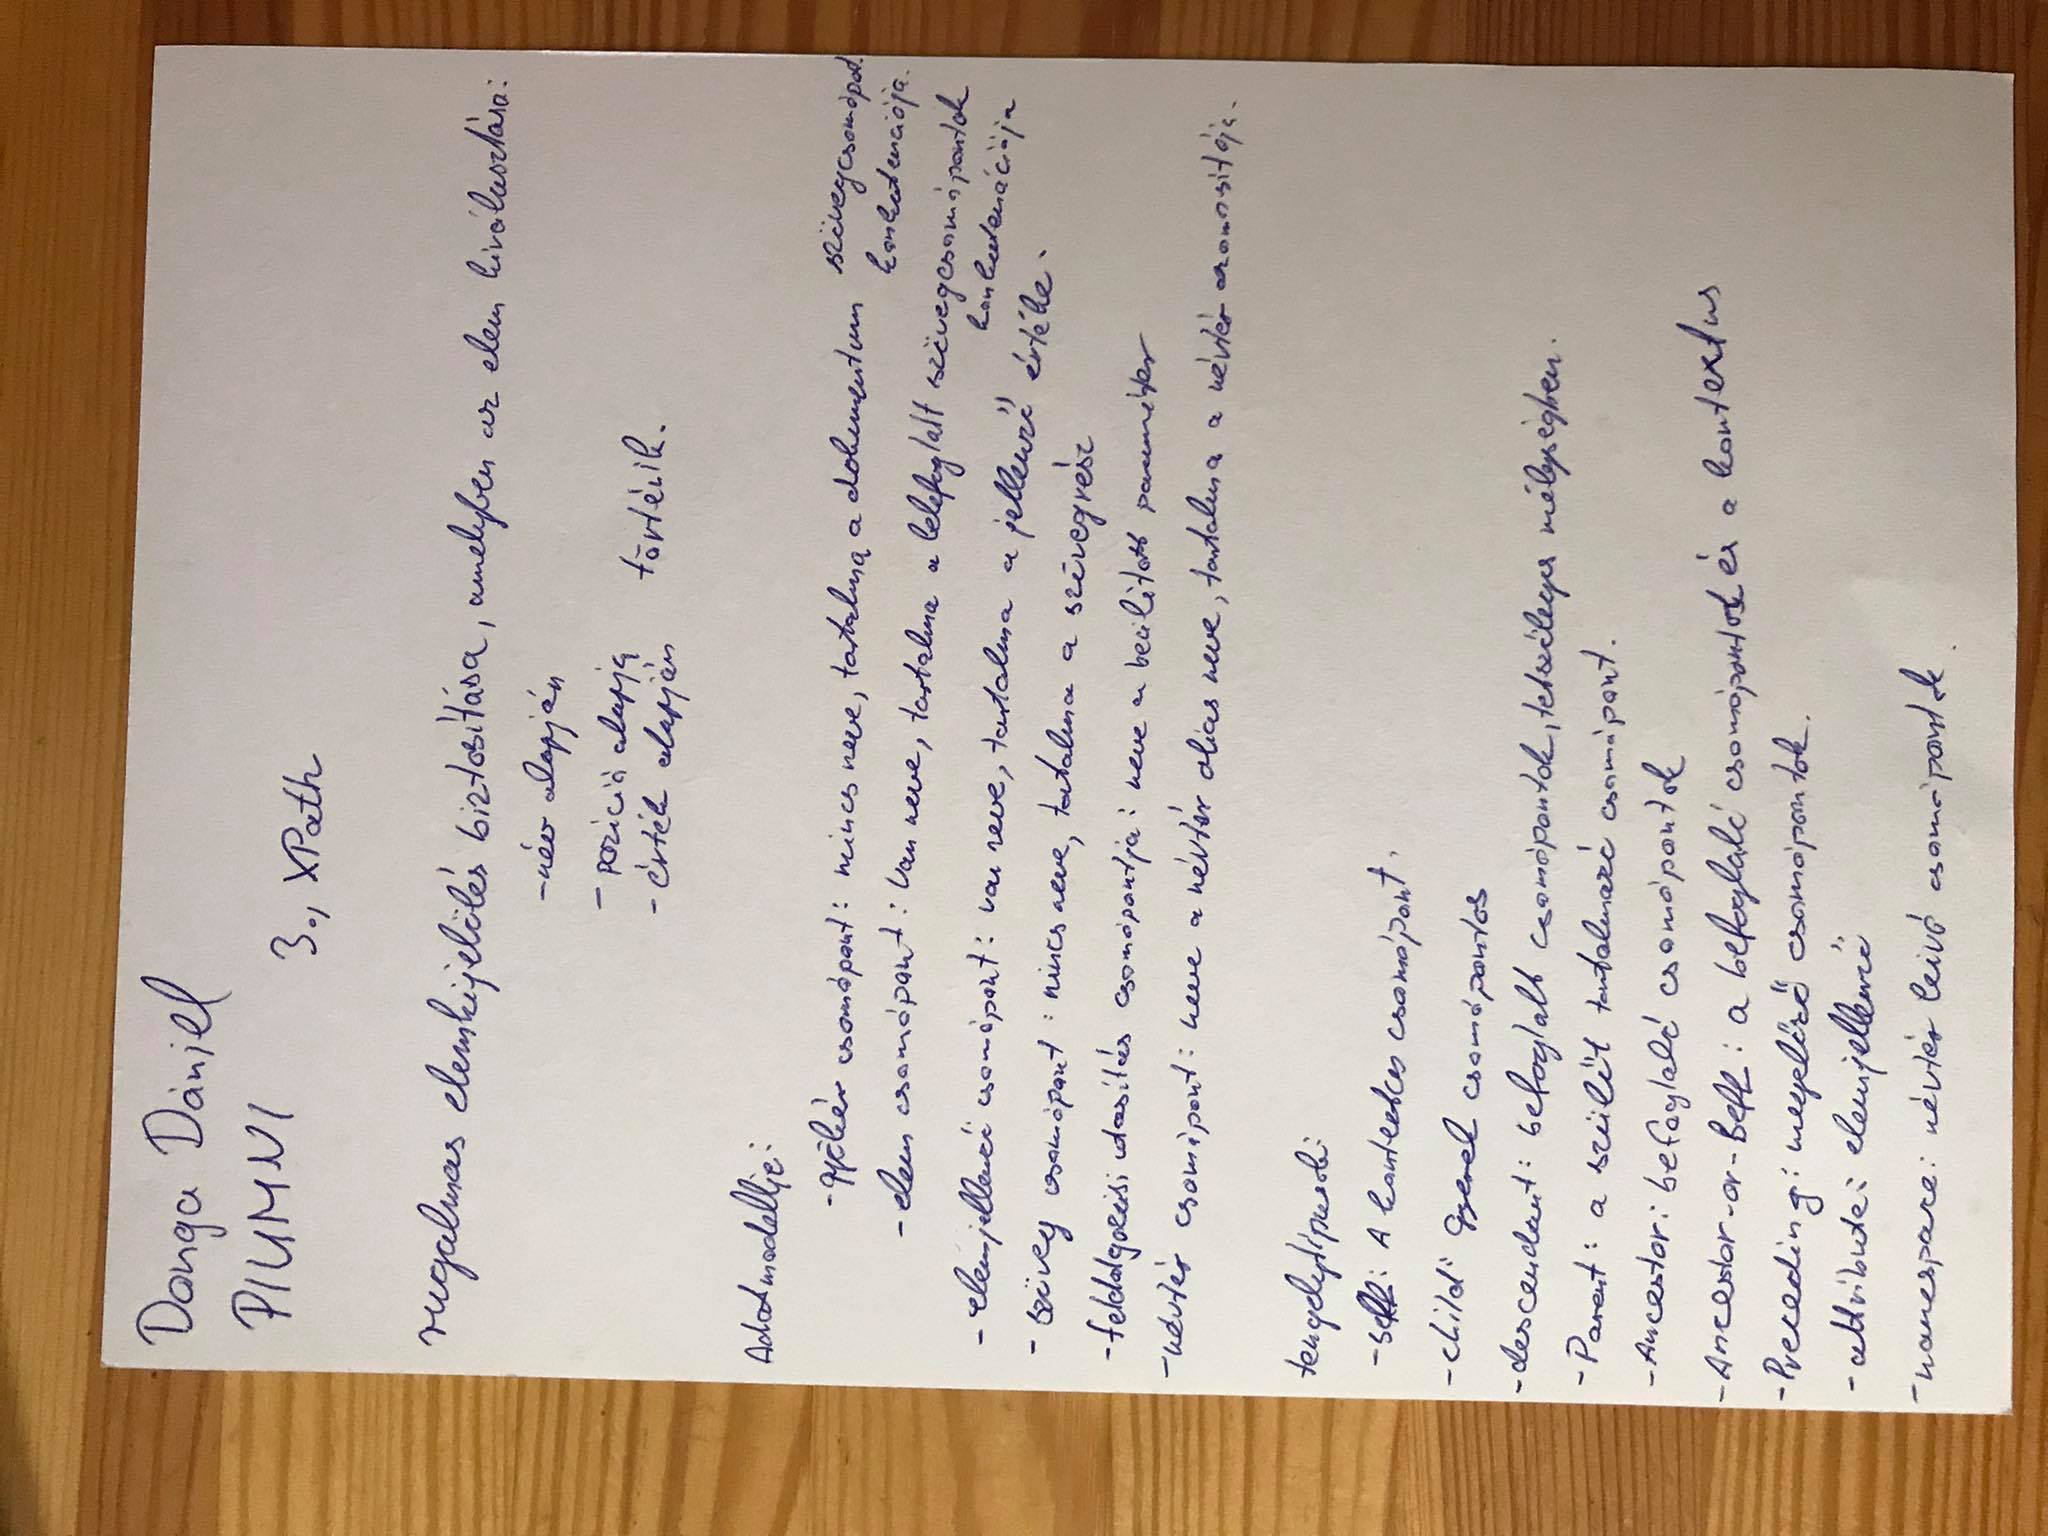 Donga Dániel
PIUMNI
3., XPath
rugalmas elemkijelölés biztosítása, amelyben az elem kiválasztása:
-név alapján
- pozíció alapja
- érték alapján történik.
Adatmodellje:
-gyökér csomópont: nincs neve, tartalma a dokumentum szövegcsomópot.
konkatenciója.
-elem csomópont: van neve, tartalma a belefoglalt szövegcsomópontok
konkatenációja
- elemjellemző csomópont: van neve, tartalma a jellemző értéke.
- szöveg csomópont: nincs neve, tartalma a szövegrész
-feldolgozási utasítás csomópontja: neve a beállított paraméter
-névtér csomópont: neve a névtér alias neve, tartalma a névtér azonosítója.
tengelytípusok:
-self: A kontextus csomópont.
-child: Gyerek csomópontos
-descendant: befoglalt csomópontok, tetszőleges mélységben.
-Parent: a szülőt tartalmazó csomópont.
-Ancestor: befoglaló csomópontok
-Ancestor-or-Self: a befoglaló csomópontok és a kontextus
-Preceding: megelőző csomópontok.
-attribute: elemjellemző
-namespace: névtér leíró csomópontok